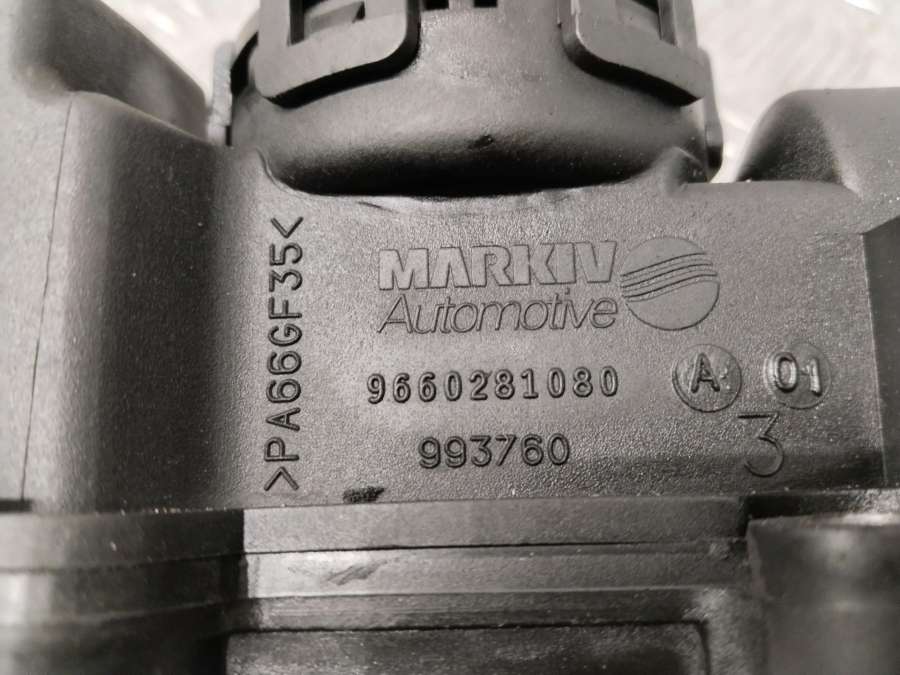 >PA66GF35<
MARKIV
Automotive
9660281080
A 01
993760
3